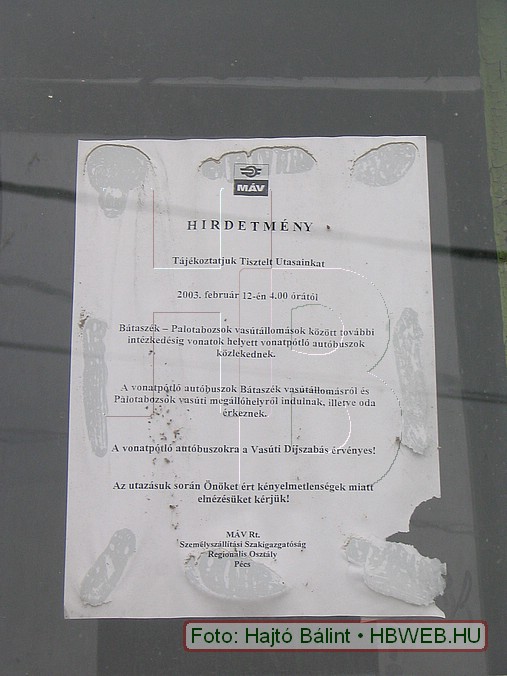 MÁV
HIRDETMÉNY
Tájékoztatjuk Tisztelt Utasainkat
2003. február 12-én 4.00 órától
Bátaszék – Palotabozsok vasútállomások között további
intézkedésig vonatok helyett vonatpótló autóbuszok
közlekednek.
A vonatpótló autóbuszok Bátaszék vasútállomásról és
Palotabozsok vasúti megállóhelyről indulnak, illetve oda
érkeznek.
A vonatpótló autóbuszokra a Vasúti Díjszabás érvényes!
Az utazásuk során Önöket ért kényelmetlenségek miatt
elnézésüket kérjük!
MÁV Rt.
Személyszállítási Szakigazgatóság
Regionális Osztály
Pécs
HB
Foto: Hajtó Bálint • HBWEB.HU